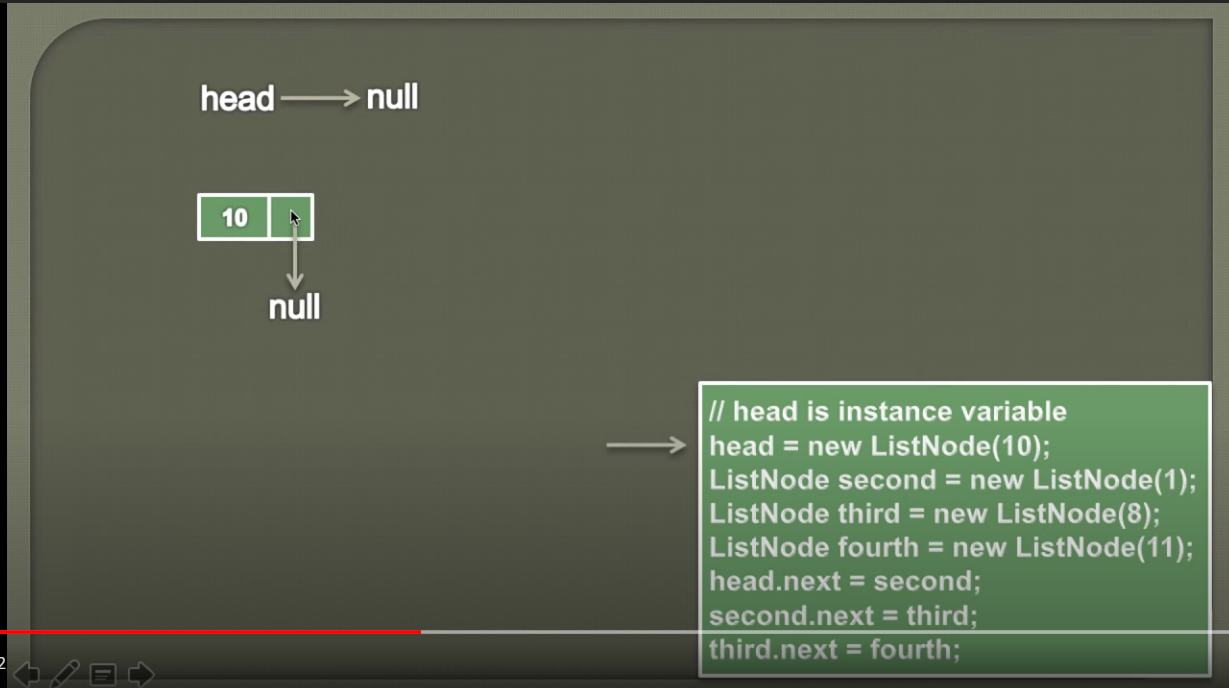 head null
10
null
// head is instance variable
head = new ListNode(10);
ListNode second = new ListNode(1);
ListNode third = new ListNode(8);
ListNode fourth = new ListNode(11);
head.next = second;
second.next = third;
third.next = fourth;
2